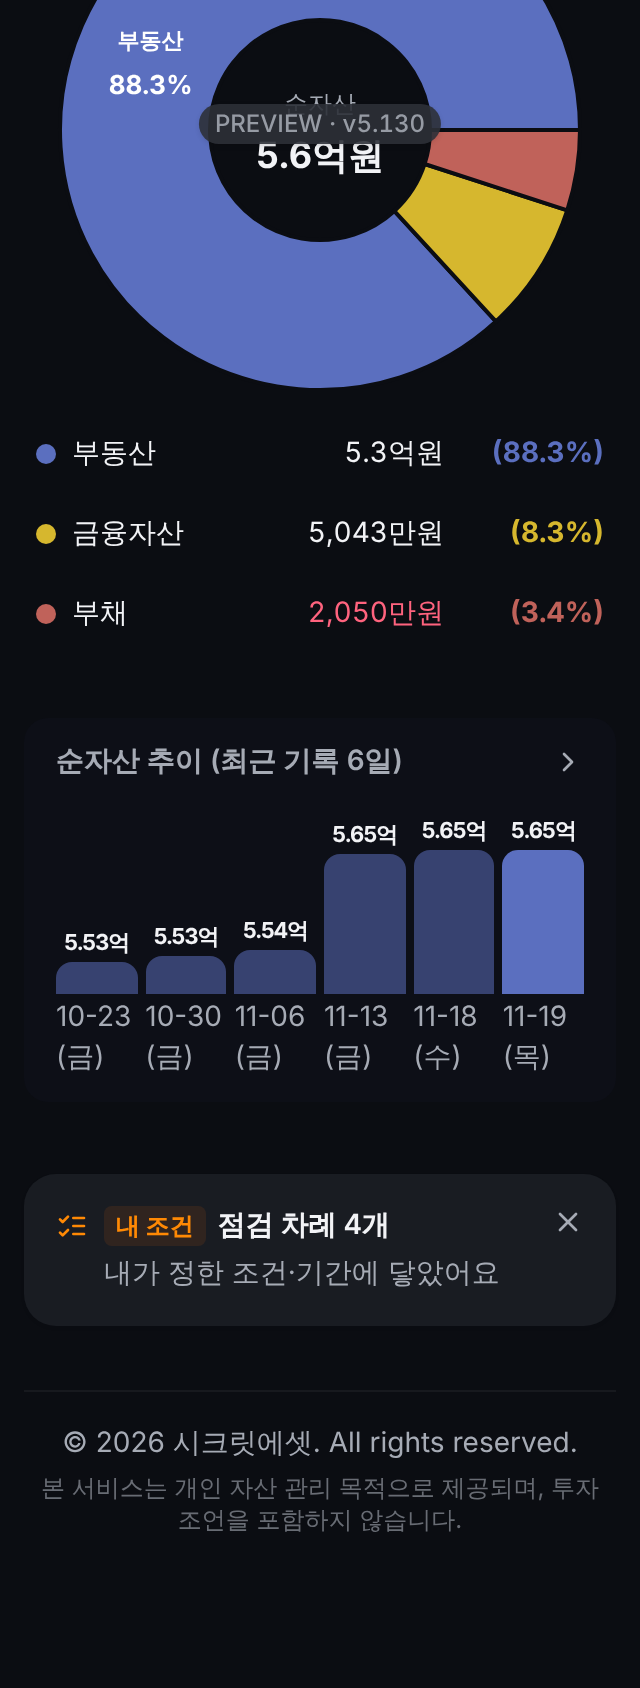 부동산
88.3%
순자산
PREVIEW · v5.130
5.6억원
부동산 5.3억원 (88.3%)
금융자산 5,043만원 (8.3%)
부채 2,050만원 (3.4%)
순자산 추이 (최근 기록 6일)
5.53억 5.53억 5.54억 5.65억 5.65억 5.65억
10-23 10-30 11-06 11-13 11-18 11-19
(금) (금) (금) (금) (수) (목)
내 조건 점검 차례 4개
내가 정한 조건·기간에 닿았어요
© 2026 시크릿에셋. All rights reserved.
본 서비스는 개인 자산 관리 목적으로 제공되며, 투자
조언을 포함하지 않습니다.